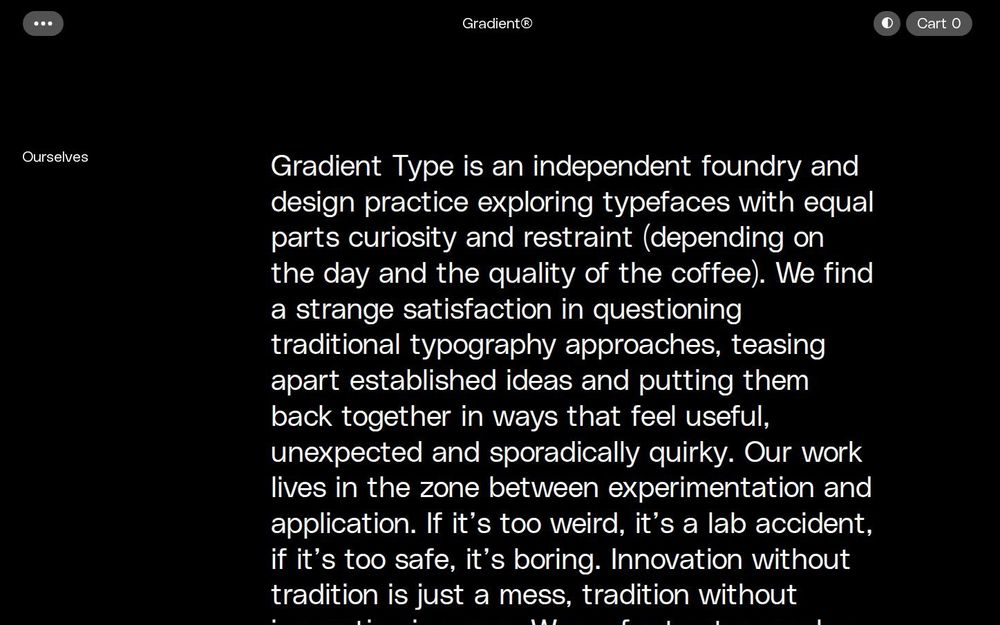 Gradient®
Cart 0
Ourselves
Gradient Type is an independent foundry and
design practice exploring typefaces with equal
parts curiosity and restraint (depending on
the day and the quality of the coffee). We find
a strange satisfaction in questioning
traditional typography approaches, teasing
apart established ideas and putting them
back together in ways that feel useful,
unexpected and sporadically quirky. Our work
lives in the zone between experimentation and
application. If it’s too weird, it’s a lab accident,
if it’s too safe, it’s boring. Innovation without
tradition is just a mess, tradition without